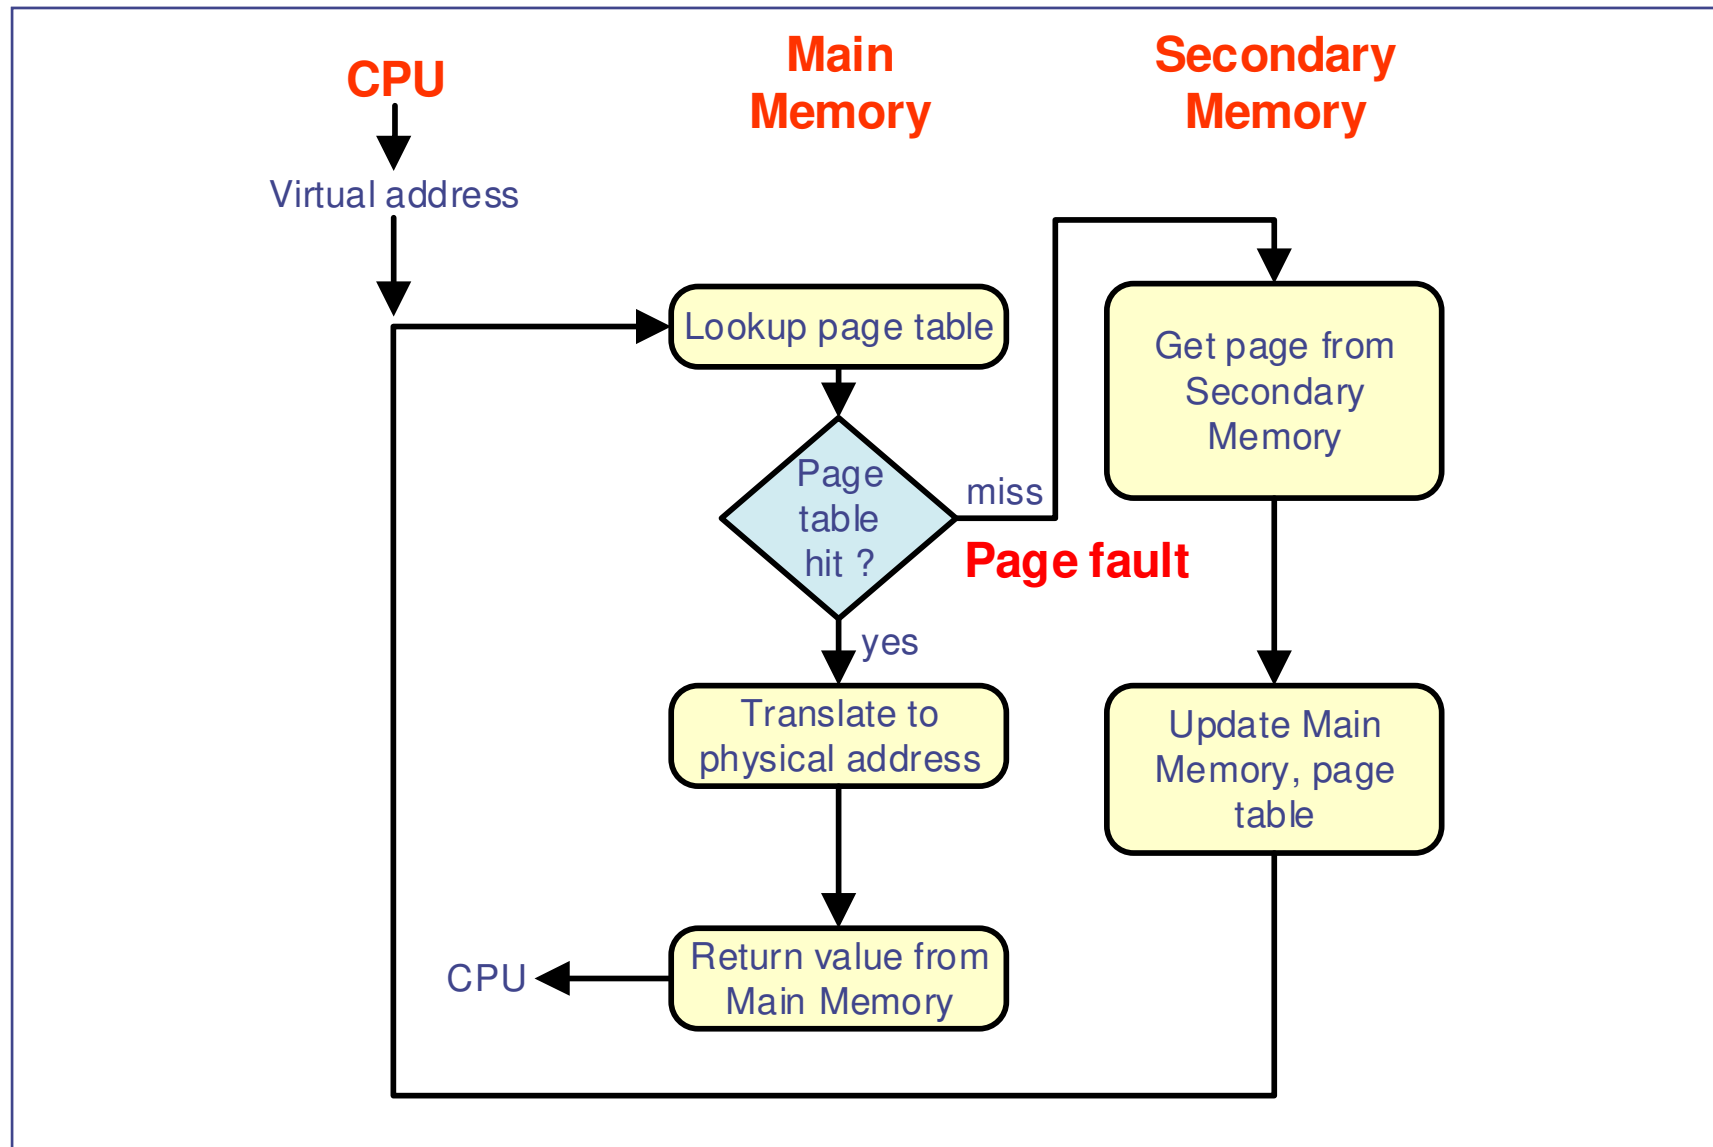 CPU
Main
Memory
Secondary
Memory
Virtual address
Lookup page table
Get page from
Secondary
Memory
Page
table
hit ?
miss
Page fault
yes
Translate to
physical address
Update Main
Memory, page
table
Return value from
Main Memory
CPU